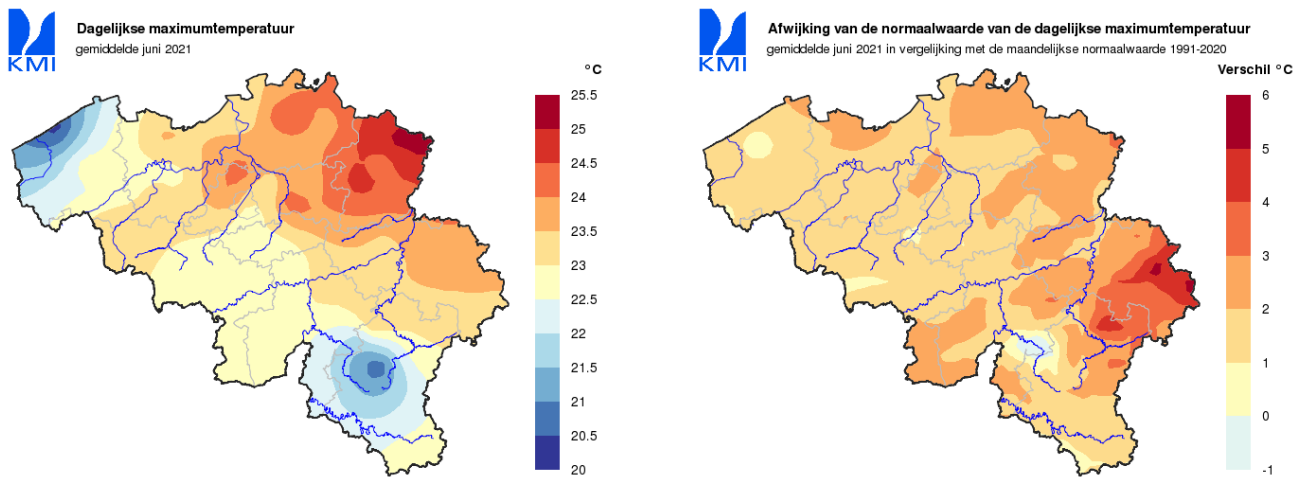 KMI
Dagelijkse maximumtemperatuur
gemiddelde juni 2021
°C
25.5
25
24.5
24
23.5
23
22.5
22
21.5
21
20.5
20
KMI
Afwijking van de normaalwaarde van de dagelijkse maximumtemperatuur
gemiddelde juni 2021 in vergelijking met de maandelijkse normaalwaarde 1991-2020
Verschil °C
6
5
4
3
2
1
0
-1